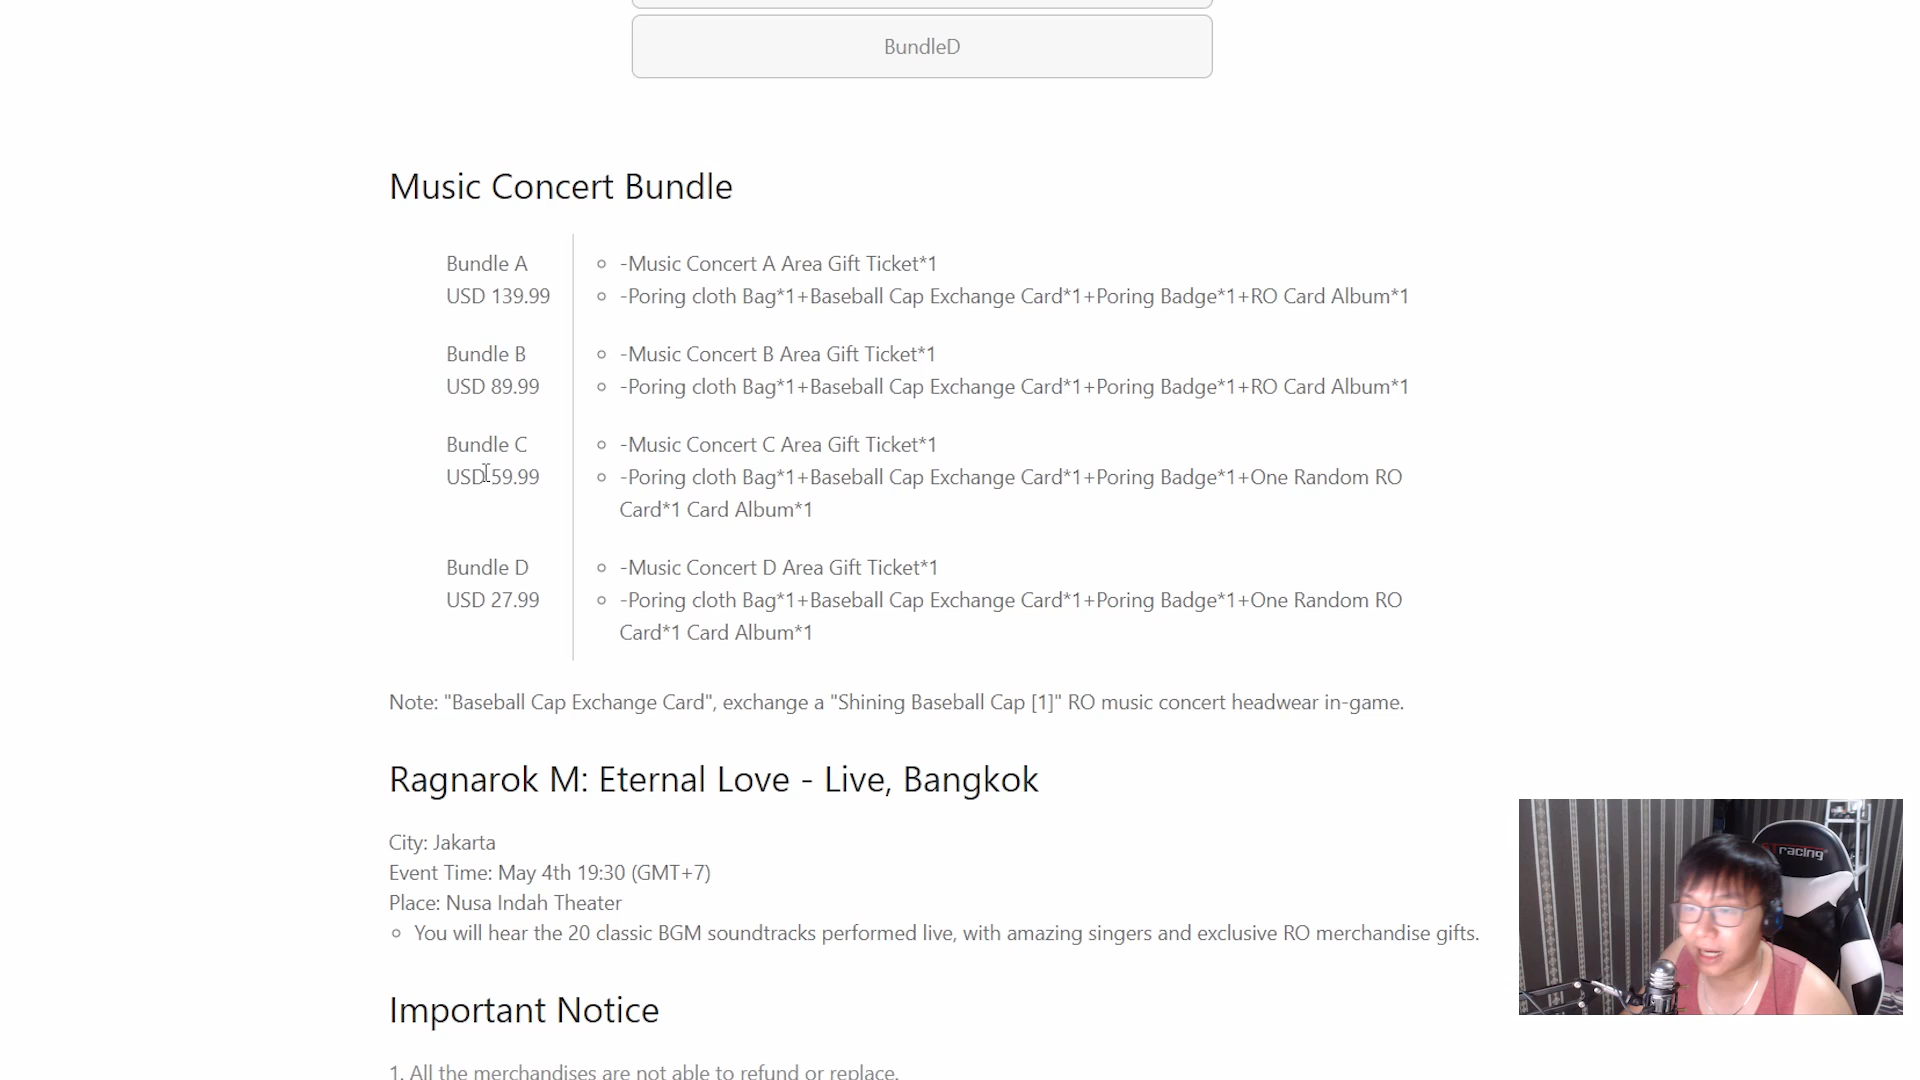 BundleD
Music Concert Bundle
Bundle A
USD 139.99
-Music Concert A Area Gift Ticket*1
-Poring cloth Bag*1+Baseball Cap Exchange Card*1+Poring Badge*1+RO Card Album*1
Bundle B
USD 89.99
-Music Concert B Area Gift Ticket*1
-Poring cloth Bag*1+Baseball Cap Exchange Card*1+Poring Badge*1+RO Card Album*1
Bundle C
USD 59.99
-Music Concert C Area Gift Ticket*1
-Poring cloth Bag*1+Baseball Cap Exchange Card*1+Poring Badge*1+One Random RO
Card*1 Card Album*1
Bundle D
USD 27.99
-Music Concert D Area Gift Ticket*1
-Poring cloth Bag*1+Baseball Cap Exchange Card*1+Poring Badge*1+One Random RO
Card*1 Card Album*1
Note: "Baseball Cap Exchange Card", exchange a "Shining Baseball Cap [1]" RO music concert headwear in-game.
Ragnarok M: Eternal Love - Live, Bangkok
City: Jakarta
Event Time: May 4th 19:30 (GMT+7)
Place: Nusa Indah Theater
You will hear the 20 classic BGM soundtracks performed live, with amazing singers and exclusive RO merchandise gifts.
Important Notice
1. All the merchandises are not able to refund or replace.